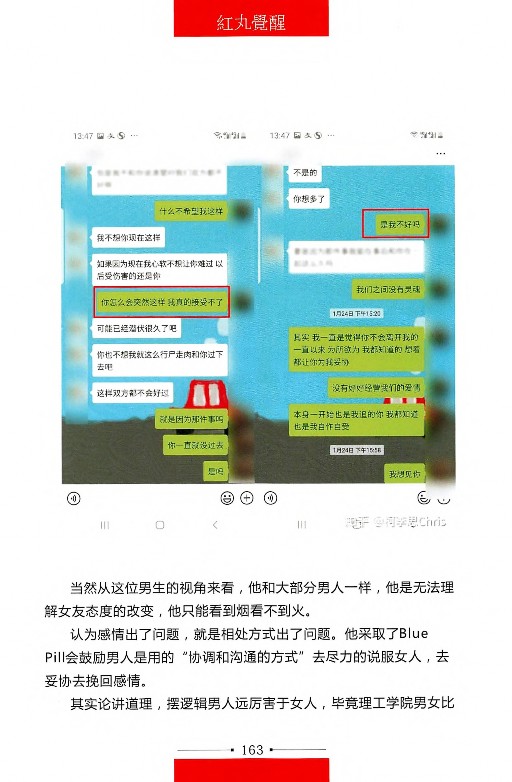 紅丸覺醒
13:47
什么不希望我这样
我不想你现在这样
如果因为现在我心软不想让你难过 以
后受伤害的还是你
你怎么会突然这样 我真的接受不了
可能已经潜伏很久了吧
你也不想我就这么行尸走肉和你过下
去吧
这样双方都不会好过
就是因为那件事吗
你一直就没过去
是吗
13:47
不是的
你想多了
是我不好吗
我们之间没有灵魂
1月24日 下午15:20
其实 我一直是觉得你不会离开我的
一直以来 为所欲为 我都知道的 想着
都让你为我妥协
没有好好经营我们的爱情
本身一开始也是我追的你 我都知道
也是我自作自受
1月24日 下午15:58
我想见你
知乎 @柯李思Chris
当然从这位男生的视角来看，他和大部分男人一样，他是无法理
解女友态度的改变，他只能看到烟看不到火。
认为感情出了问题，就是相处方式出了问题。他采取了Blue
Pill会鼓励男人是用的“协调和沟通的方式”去尽力的说服女人，去
妥协去挽回感情。
其实论讲道理，摆逻辑男人远厉害于女人，毕竟理工学院男女比
163